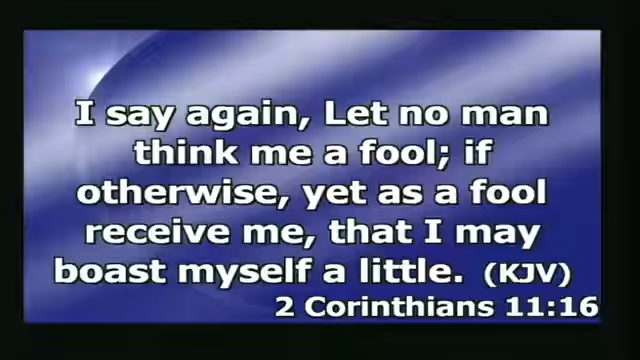 I say again, Let no man
think me a fool; if
otherwise, yet as a fool
receive me, that I may
boast myself a little. (KJV)
2 Corinthians 11:16